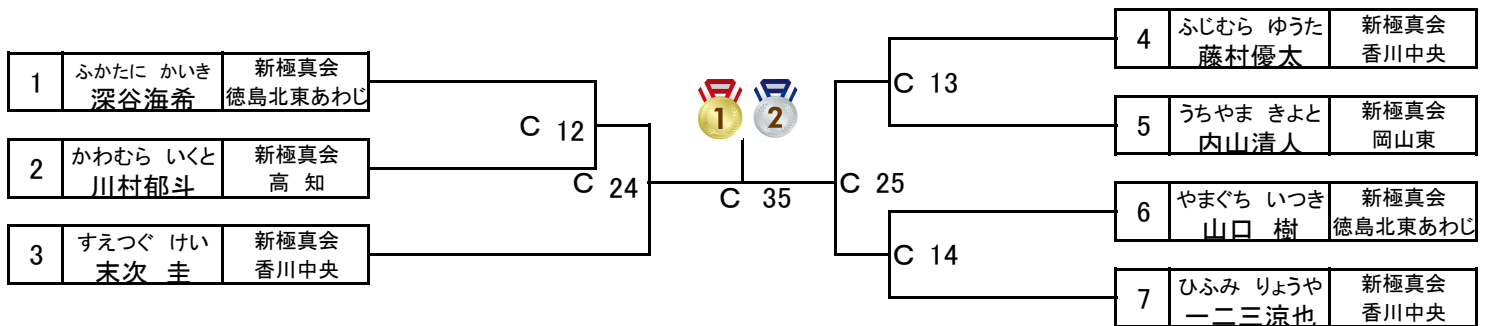 1
ふかたに かいき
深谷海希
新極真会
徳島北東あわじ
2
かわむら いくと
川村郁斗
新極真会
高 知
3
すえつぐ けい
末次 圭
新極真会
香川中央
C 12
C 24
1
2
C 35
C 13
C 25
C 14
4
ふじむら ゆうた
藤村優太
新極真会
香川中央
5
うちやま きよと
内山清人
新極真会
岡山東
6
やまぐち いつき
山口 樹
新極真会
徳島北東あわじ
7
ひふみ りょうや
一二三涼也
新極真会
香川中央